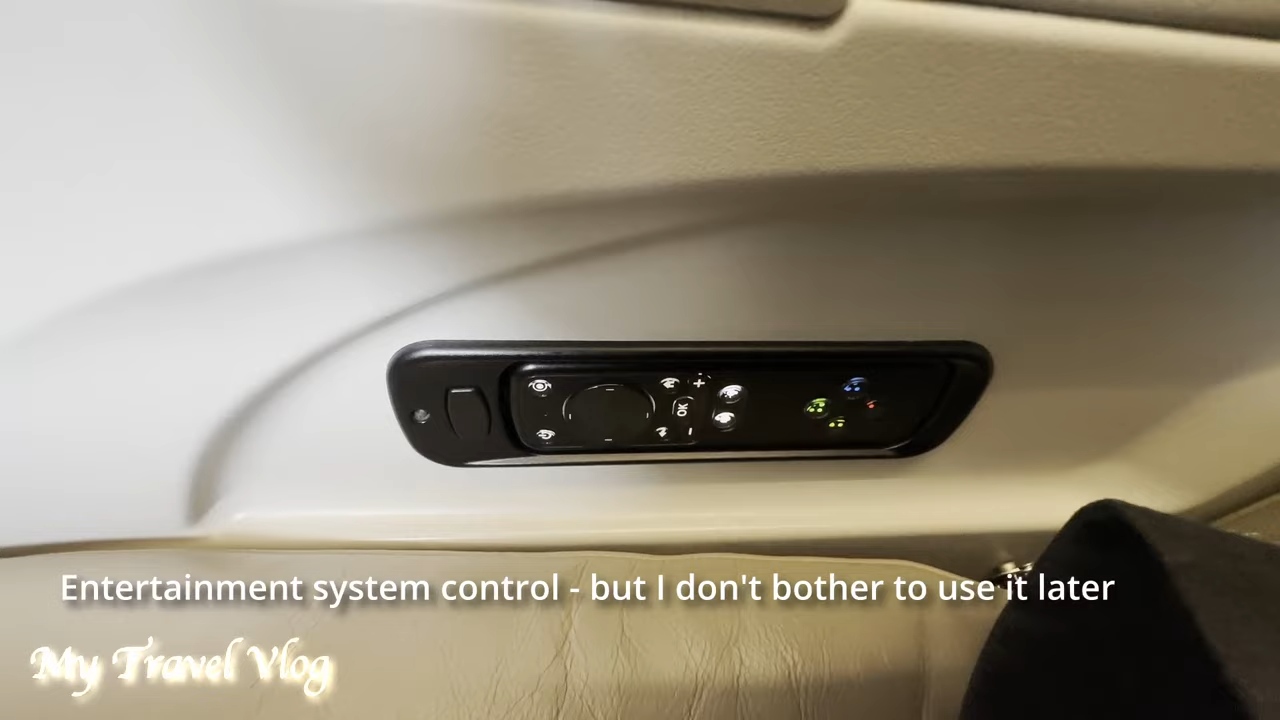 OK
Entertainment system control - but I don't bother to use it later
My Travel Vlog